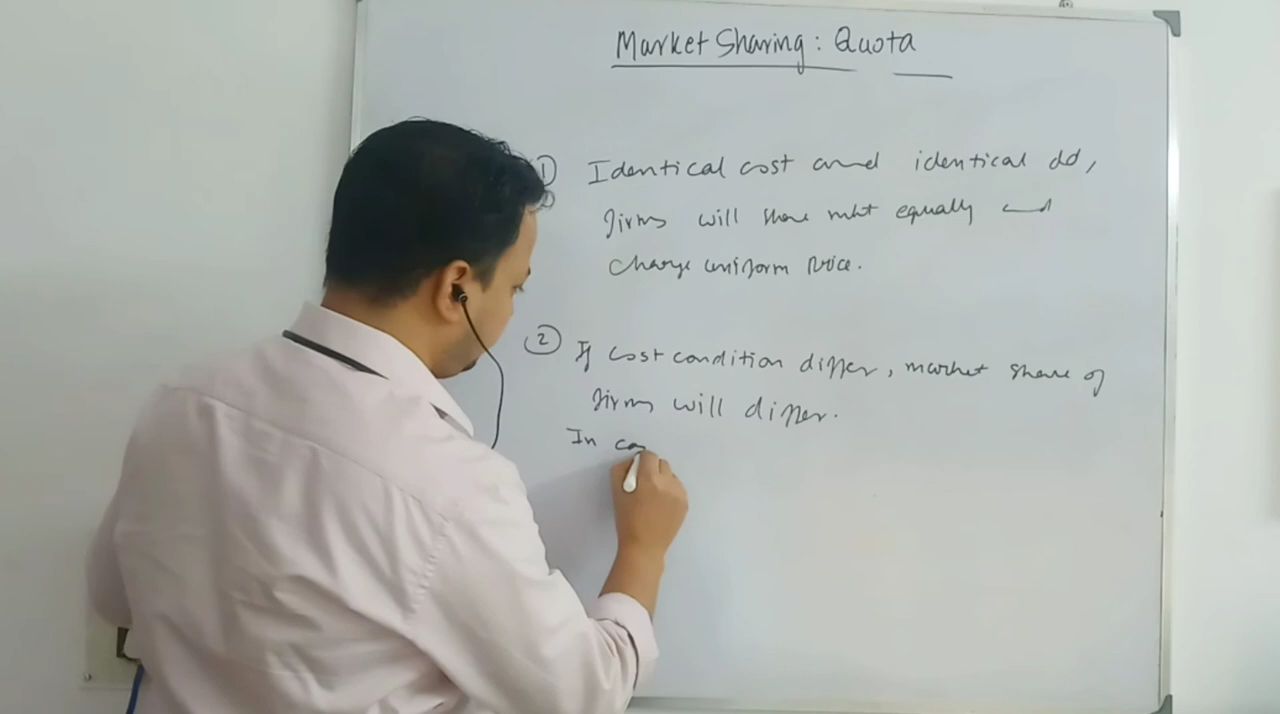 Market Sharing: Quota
① Identical cost and identical dd,
firms will share mkt equally and
charge uniform price.
② If cost condition differ, market share of
firms will differ.
In ca